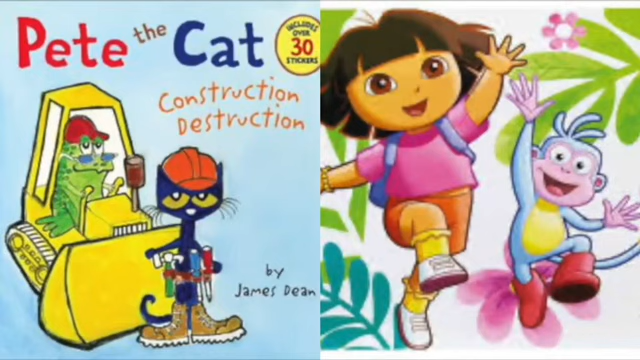 Pete the Cat
INCLUDES
OVER
30
STICKERS
Construction
Destruction
by
James Dean